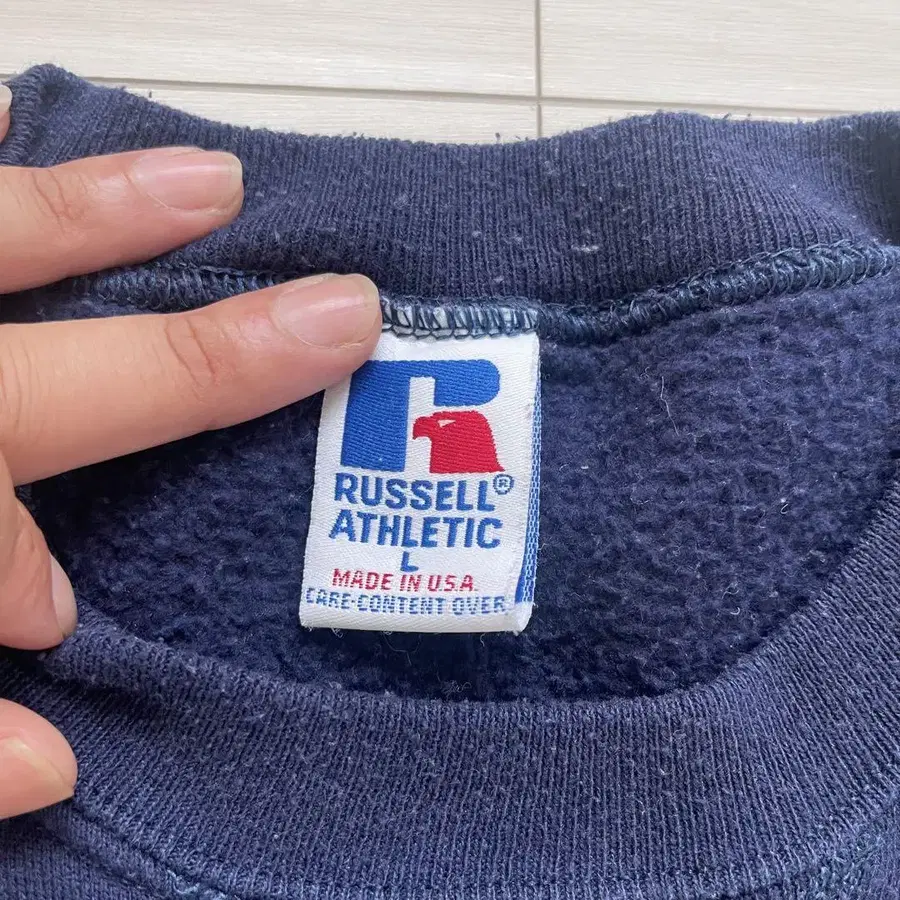 R
RUSSELL®
ATHLETIC
L
MADE IN U.S.A.
CARE-CONTENT OVER